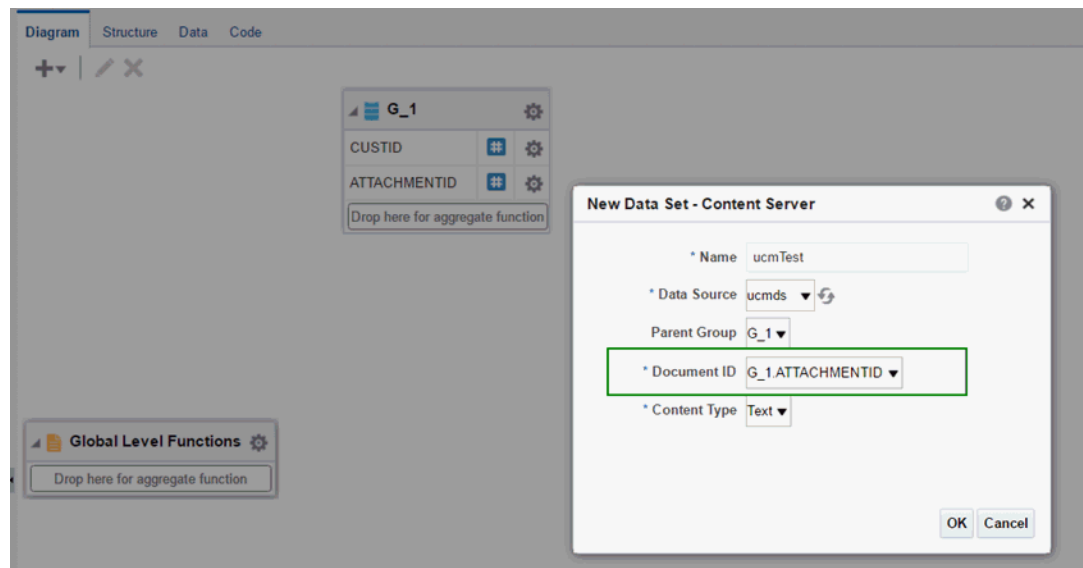 Diagram Structure Data Code
G_1
CUSTID
ATTACHMENTID
Drop here for aggregate function
New Data Set - Content Server
* Name ucmTest
* Data Source ucmds
Parent Group G_1
* Document ID G_1.ATTACHMENTID
* Content Type Text
Global Level Functions
Drop here for aggregate function
OK Cancel